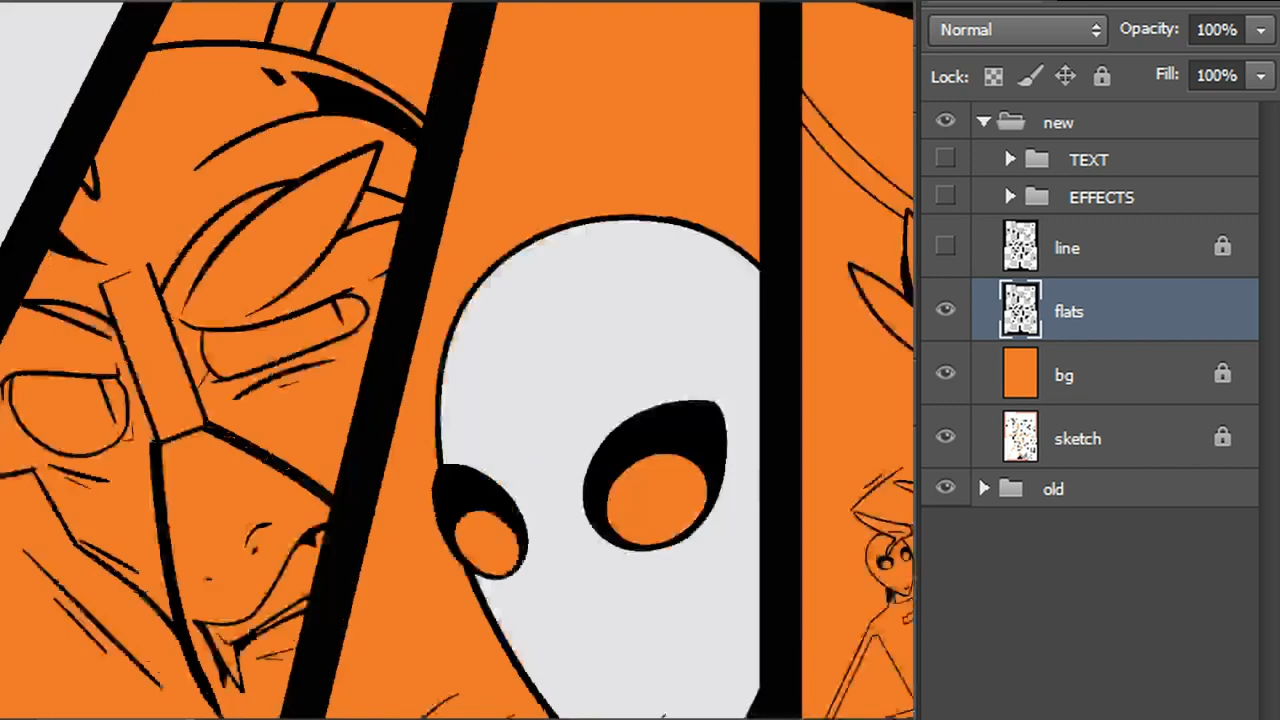 Normal Opacity: 100%
Lock: Fill: 100%
new
TEXT
EFFECTS
line
flats
bg
sketch
old